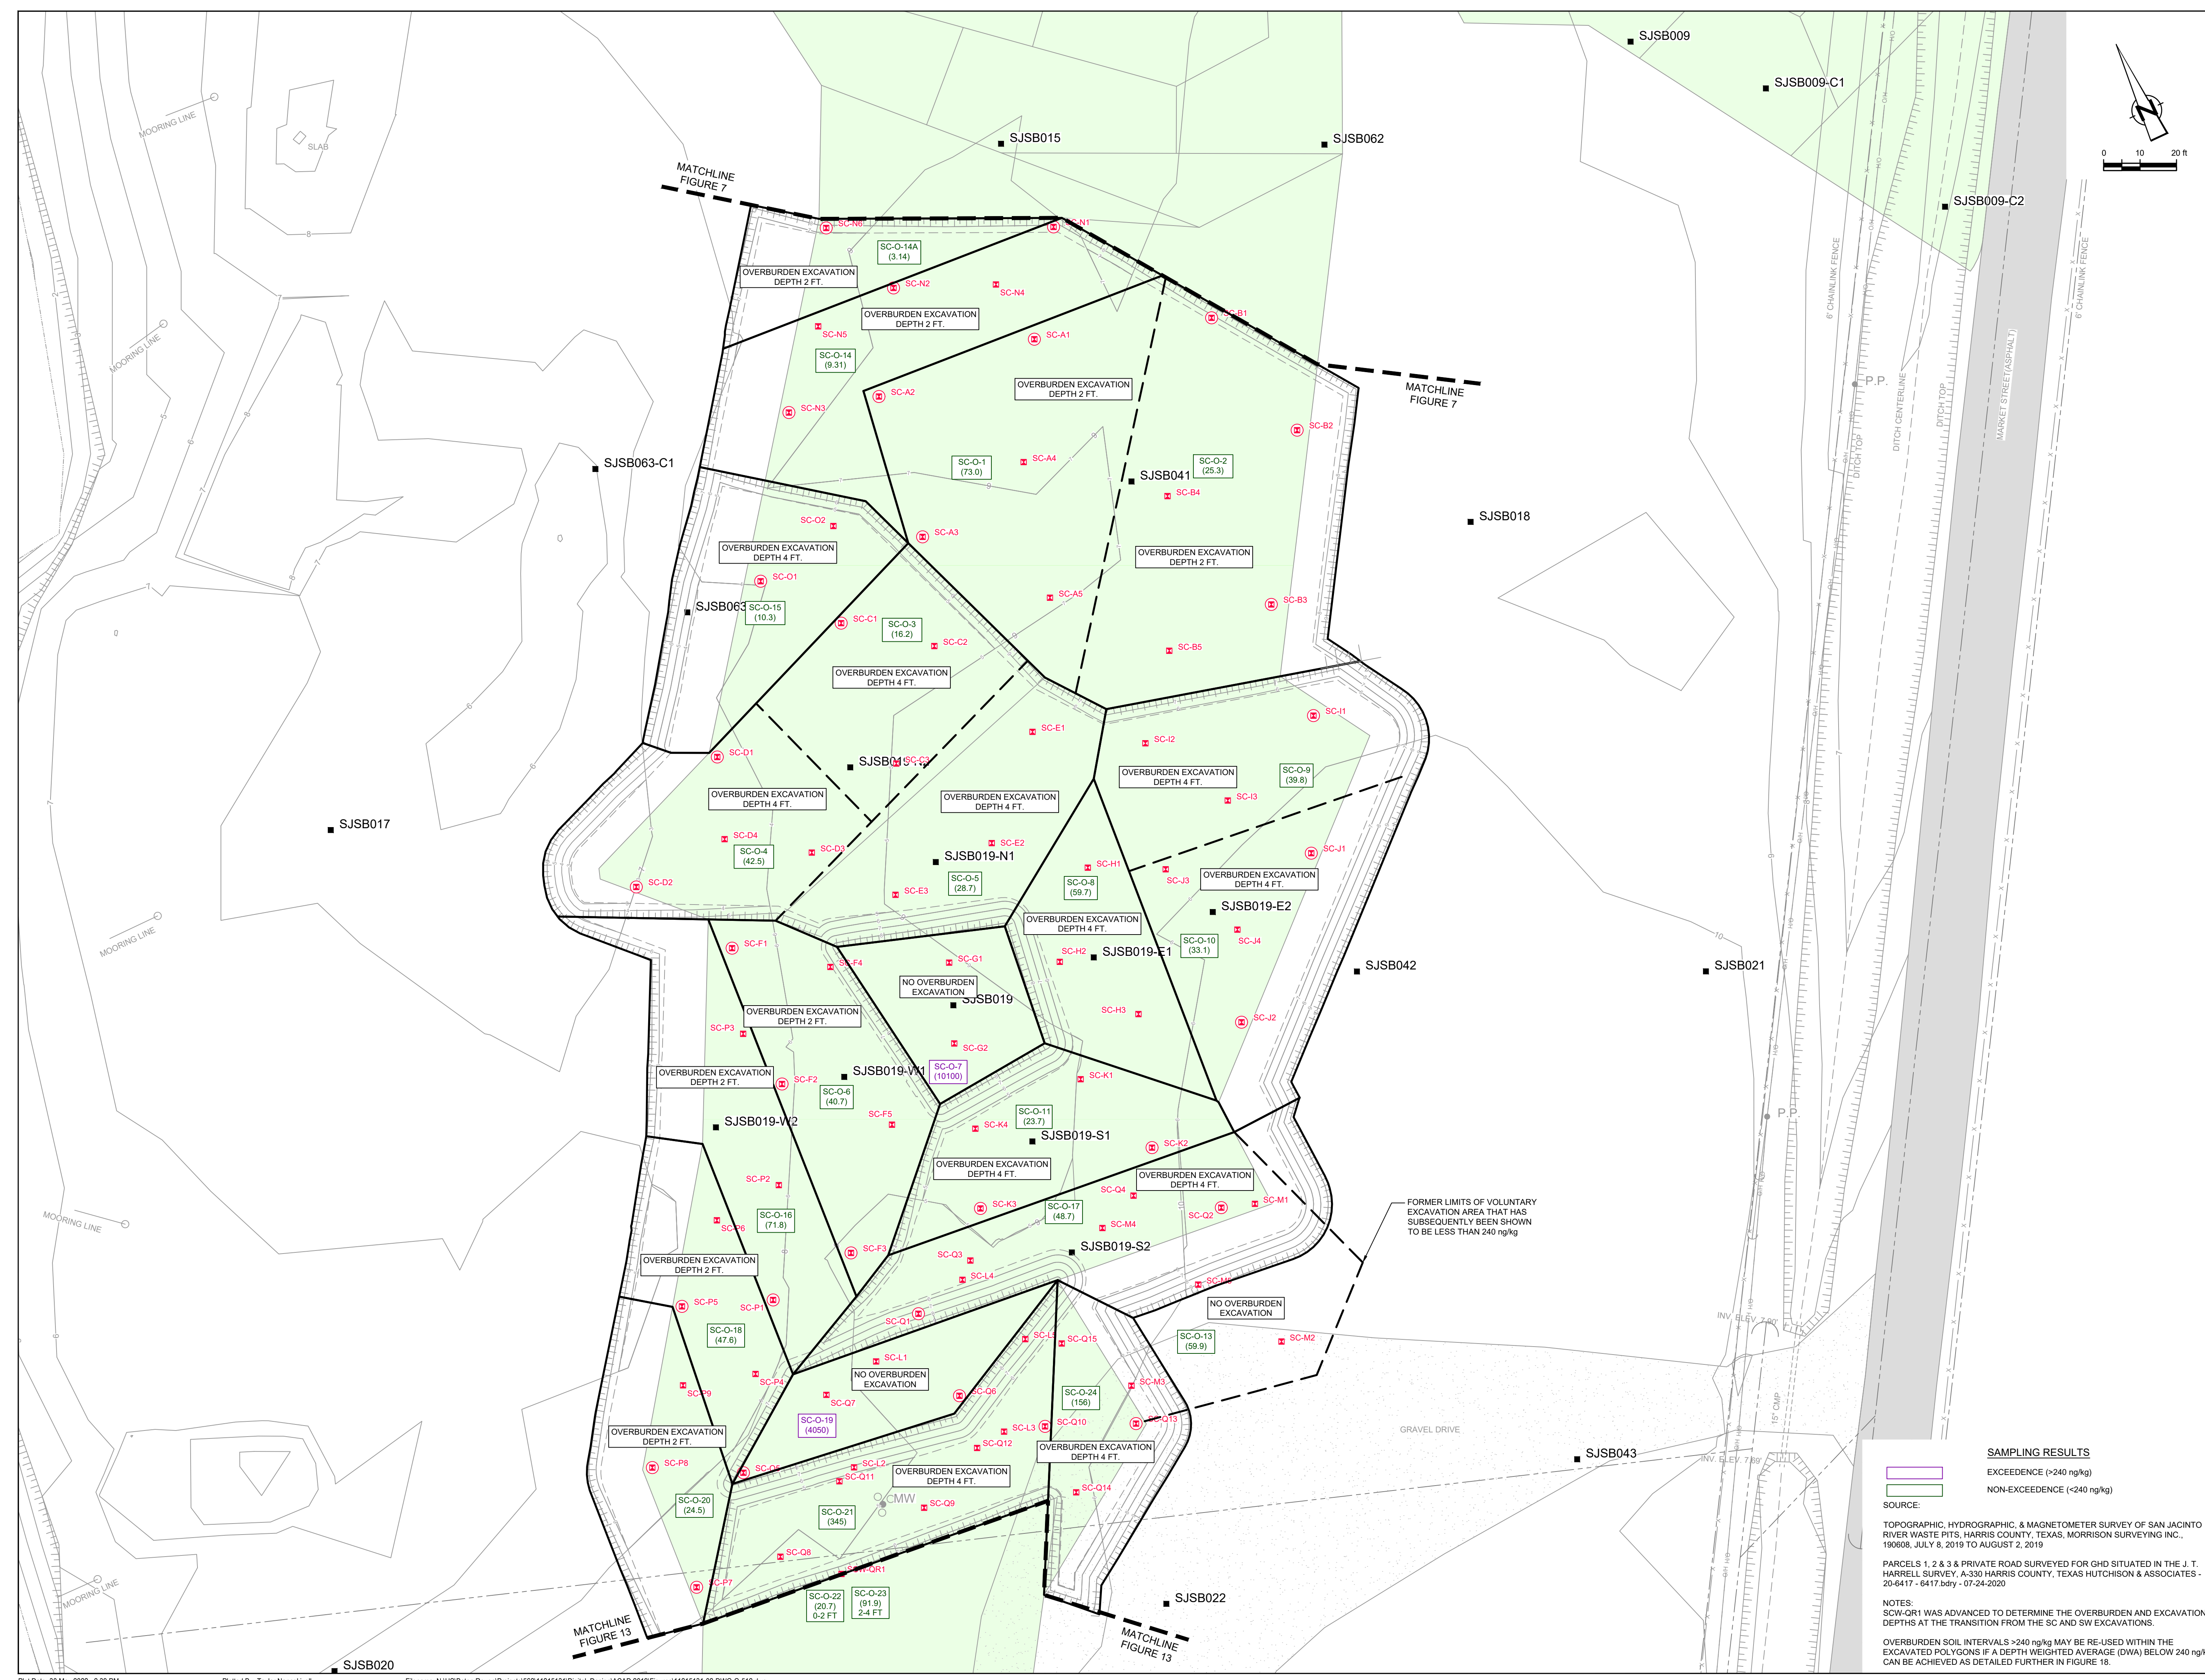 SJSB009
SJSB009-C1
SJSB009-C2
SJSB015
SJSB062
MOORING LINE
SLAB
MATCHLINE
FIGURE 7
N
0 10 20 ft
SC-N6
SC-N1
SC-O-14A
(3.14)
OVERBURDEN EXCAVATION
DEPTH 2 FT.
SC-N2
SC-N4
OVERBURDEN EXCAVATION
DEPTH 2 FT.
SC-N5
SC-B1
SC-A1
SC-O-14
(9.31)
MOORING LINE
6' CHAINLINK FENCE
6' CHAINLINK FENCE
MARKET STREET(ASPHALT)
DITCH TOP
DITCH CENTERLINE
DITCH TOP
P.P.
MATCHLINE
FIGURE 7
OVERBURDEN EXCAVATION
DEPTH 2 FT.
SC-A2
SC-N3
SC-B2
SJSB063-C1
SC-O-1
(73.0)
SC-A4
SJSB041
SC-O-2
(25.3)
SC-B4
SJSB018
SC-O2
SC-A3
OVERBURDEN EXCAVATION
DEPTH 4 FT.
OVERBURDEN EXCAVATION
DEPTH 2 FT.
SC-O1
SJSB063
SC-O-15
(10.3)
SC-C1
SC-O-3
(16.2)
SC-A5
SC-B3
SC-C2
SC-B5
OVERBURDEN EXCAVATION
DEPTH 4 FT.
SC-I1
SC-E1
SC-I2
SC-D1
SC-C3
OVERBURDEN EXCAVATION
DEPTH 4 FT.
SC-O-9
(39.8)
OVERBURDEN EXCAVATION
DEPTH 4 FT.
OVERBURDEN EXCAVATION
DEPTH 4 FT.
SC-I3
SJSB017
SC-D4
SC-D3
SC-O-4
(42.5)
SC-E2
SJSB019-N1
SC-J1
SC-H1
SC-J3
OVERBURDEN EXCAVATION
DEPTH 4 FT.
SC-D2
SC-E3
SC-O-5
(28.7)
SC-O-8
(59.7)
SJSB019-E2
MOORING LINE
OVERBURDEN EXCAVATION
DEPTH 4 FT.
SC-J4
SC-O-10
(33.1)
SC-F1
SC-F4
SC-G1
SC-H2
SJSB019-E1
SJSB042
SJSB021
NO OVERBURDEN
EXCAVATION
SJSB019
OVERBURDEN EXCAVATION
DEPTH 2 FT.
SC-H3
SC-J2
SC-P3
SC-G2
OVERBURDEN EXCAVATION
DEPTH 2 FT.
SC-F2
SJSB019-W1
SC-O-7
(10100)
SC-K1
SC-O-6
(40.7)
SC-O-11
(23.7)
P.P.
SJSB019-W2
SC-F5
SC-K4
SJSB019-S1
SC-K2
OVERBURDEN EXCAVATION
DEPTH 4 FT.
OVERBURDEN EXCAVATION
DEPTH 4 FT.
SC-P2
SC-Q4
SC-M1
SC-Q2
SC-K3
SC-O-17
(48.7)
FORMER LIMITS OF VOLUNTARY
EXCAVATION AREA THAT HAS
SUBSEQUENTLY BEEN SHOWN
TO BE LESS THAN 240 ng/kg
MOORING LINE
SC-P6
SC-O-16
(71.8)
SC-M4
SC-F3
SC-Q3
SJSB019-S2
OVERBURDEN EXCAVATION
DEPTH 2 FT.
SC-L4
SC-P5
SC-P1
SC-Q1
NO OVERBURDEN
EXCAVATION
SC-O-18
(47.6)
SC-Q15
SC-O-13
(59.9)
SC-M2
INV. ELEV. 7.90'
SC-L1
NO OVERBURDEN
EXCAVATION
SC-P4
SC-P9
SC-Q7
SC-Q6
SC-M3
SC-O-24
(156)
15" CMP
SC-O-19
(4050)
SC-L3
SC-Q10
SC-Q13
GRAVEL DRIVE
OVERBURDEN EXCAVATION
DEPTH 2 FT.
SC-Q12
OVERBURDEN EXCAVATION
DEPTH 4 FT.
SJSB043
INV. ELEV. 7.69'
SC-P8
SC-L2
SC-Q11
OVERBURDEN EXCAVATION
DEPTH 4 FT.
SC-Q14
SC-O-20
(24.5)
MW
SC-Q9
SC-O-21
(345)
SC-Q8
SC-P7
SCW-QR1
SC-O-22
(20.7)
0-2 FT
SC-O-23
(91.9)
2-4 FT
MOORING LINE
SJSB022
MATCHLINE
FIGURE 13
MATCHLINE
FIGURE 13
SJSB020
SAMPLING RESULTS
EXCEEDENCE (>240 ng/kg)
NON-EXCEEDENCE (<240 ng/kg)
SOURCE:
TOPOGRAPHIC, HYDROGRAPHIC, & MAGNETOMETER SURVEY OF SAN JACINTO
RIVER WASTE PITS, HARRIS COUNTY, TEXAS, MORRISON SURVEYING INC.,
190608, JULY 8, 2019 TO AUGUST 2, 2019
PARCELS 1, 2 & 3 & PRIVATE ROAD SURVEYED FOR GHD SITUATED IN THE J. T.
HARRELL SURVEY, A-330 HARRIS COUNTY, TEXAS HUTCHISON & ASSOCIATES -
20-6417 - 6417.bdry - 07-24-2020
NOTES:
SCW-QR1 WAS ADVANCED TO DETERMINE THE OVERBURDEN AND EXCAVATION
DEPTHS AT THE TRANSITION FROM THE SC AND SW EXCAVATIONS.
OVERBURDEN SOIL INTERVALS >240 ng/kg MAY BE RE-USED WITHIN THE
EXCAVATED POLYGONS IF A DEPTH WEIGHTED AVERAGE (DWA) BELOW 240
CAN BE ACHIEVED AS DETAILED FURTHER IN FIGURE 18.